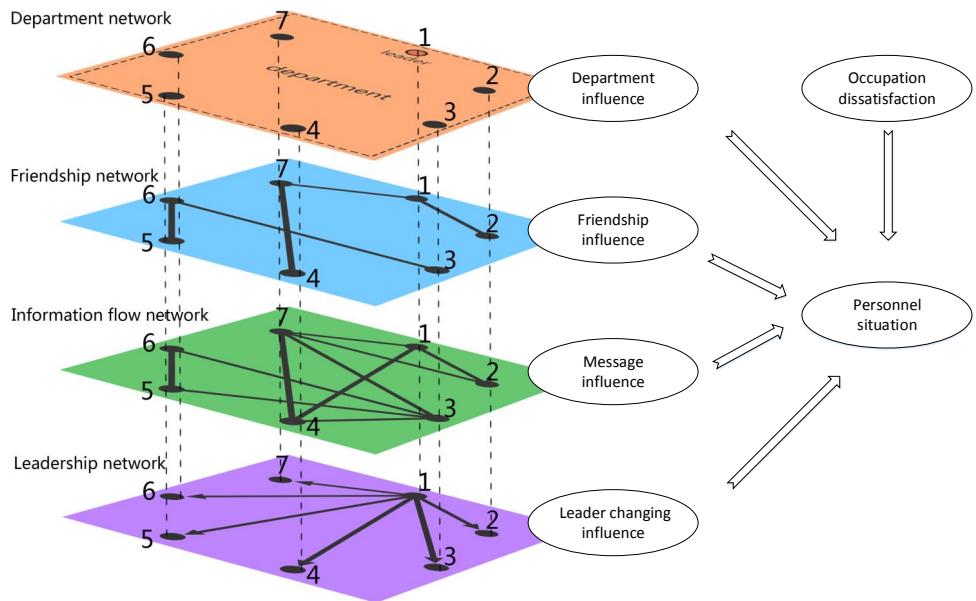 Department network
7
6
1
leader
department
2
5
3
4
Department
influence
Occupation
dissatisfaction
Friendship network
7
6
1
2
5
3
4
Friendship
influence
Information flow network
7
6
1
2
5
3
4
Message
influence
Personnel
situation
Leadership network
7
6
1
2
5
3
4
Leader changing
influence